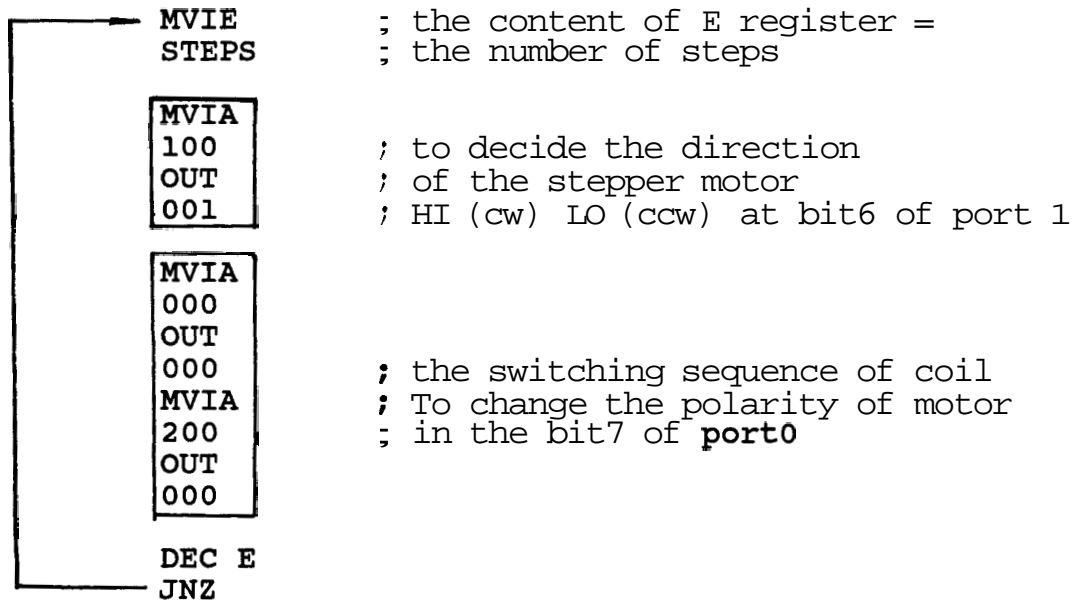 MVIE ; the content of E register =
STEPS ; the number of steps
MVIA
100 ; to decide the direction
OUT ; of the stepper motor
001 ; HI (cw) LO (ccw) at bit6 of port 1
MVIA
000
OUT
000 ; the switching sequence of coil
MVIA ; To change the polarity of motor
200 ; in the bit7 of port0
OUT
000
DEC E
JNZ